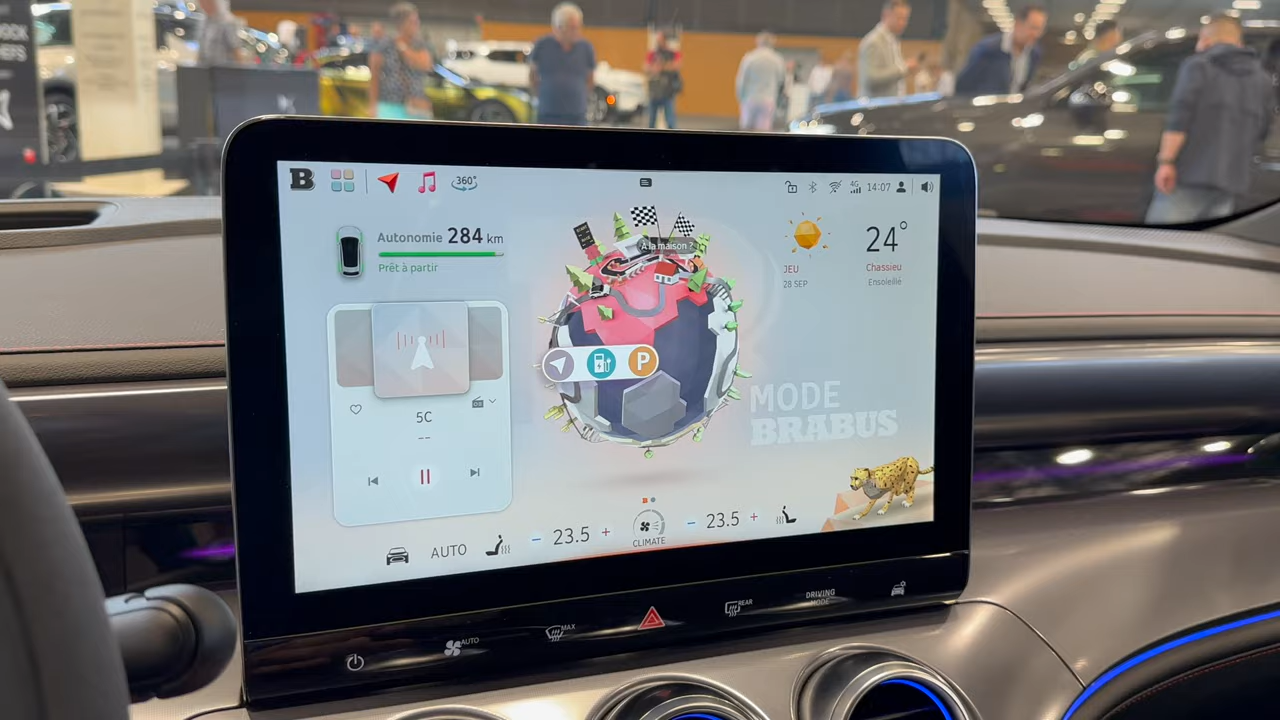 B
360°
4G
14:07
Autonomie 284 km
Prêt à partir
À la maison ?
24°
JEU
28 SEP
Chassieu
Ensoleillé
P
5C
--
MODE
BRABUS
AUTO
- 23.5 +
CLIMATE
- 23.5 +
AUTO
MAX
REAR
DRIVING
MODE